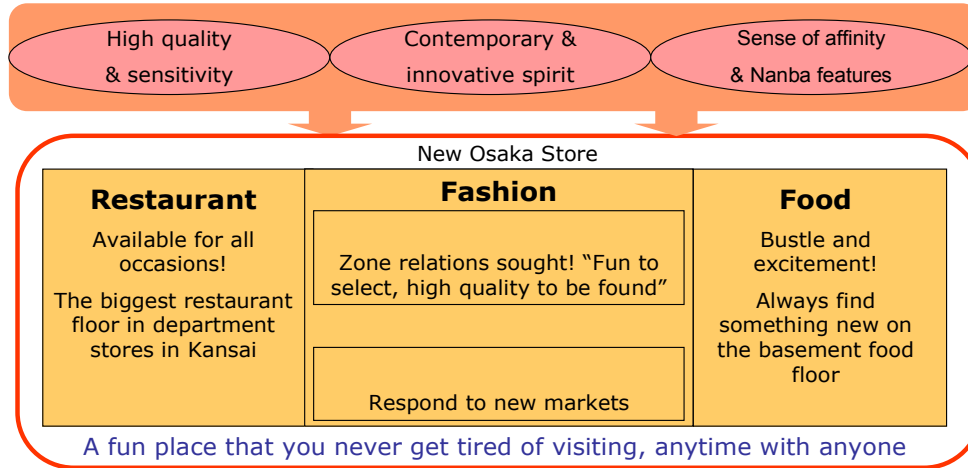 High quality
& sensitivity
Contemporary &
innovative spirit
Sense of affinity
& Nanba features
New Osaka Store
Restaurant
Available for all
occasions!
The biggest restaurant
floor in department
stores in Kansai
Fashion
Zone relations sought! “Fun to
select, high quality to be found”
Respond to new markets
Food
Bustle and
excitement!
Always find
something new on
the basement food
floor
A fun place that you never get tired of visiting, anytime with anyone